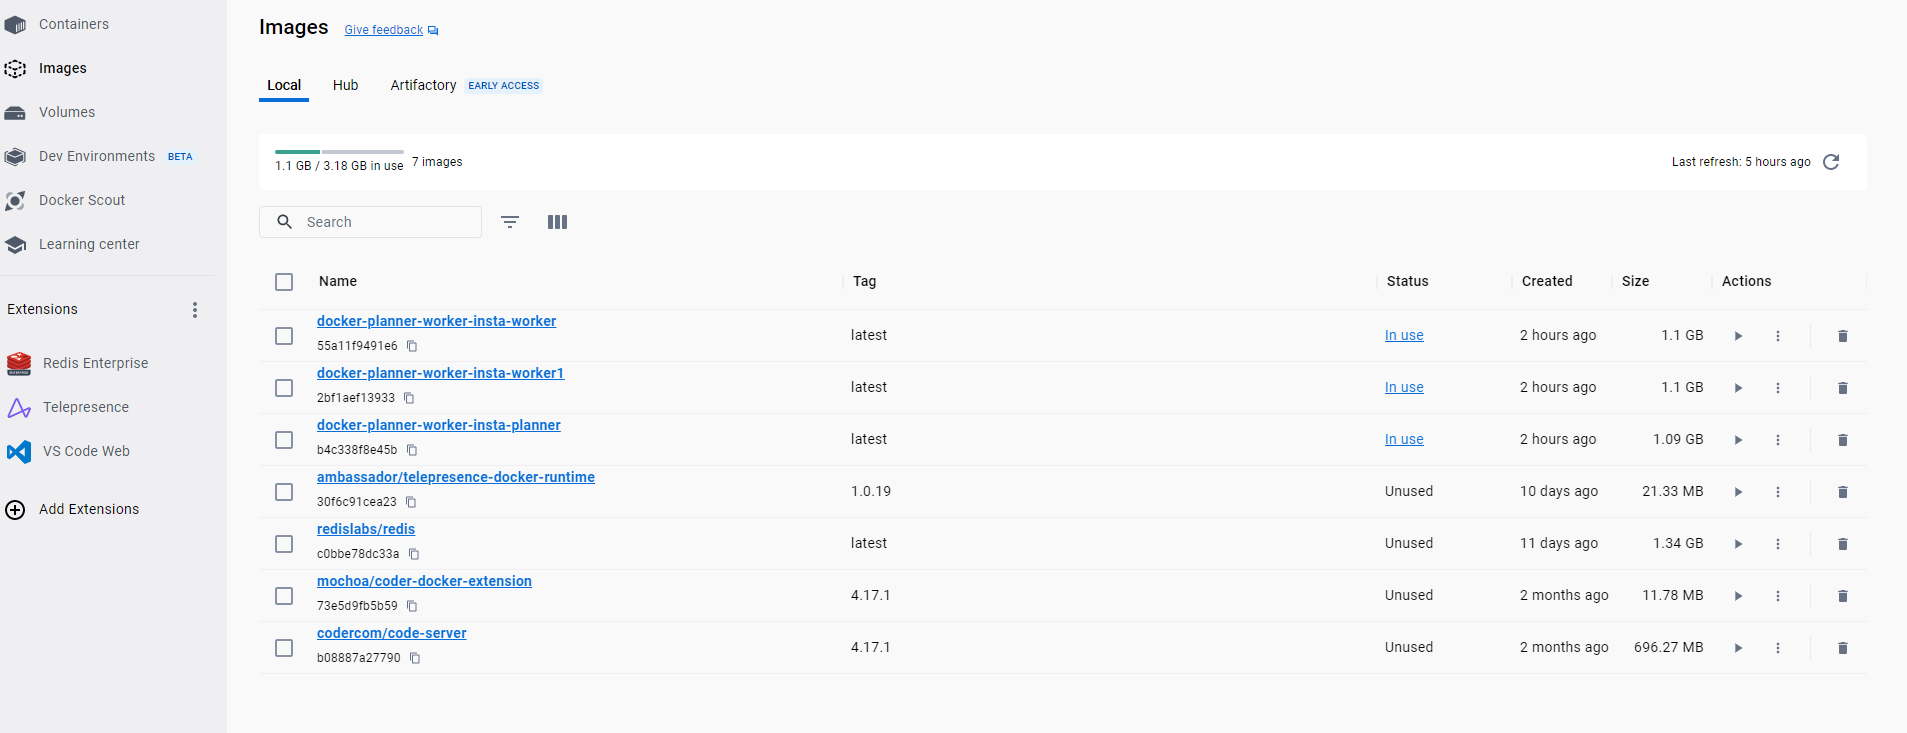 Containers
Images
Volumes
Dev Environments BETA
Docker Scout
Learning center
Extensions
Redis Enterprise
Telepresence
VS Code Web
Add Extensions
Images Give feedback
Local Hub Artifactory EARLY ACCESS
1.1 GB / 3.18 GB in use 7 images Last refresh: 5 hours ago
Search
Name Tag Status Created Size Actions
docker-planner-worker-insta-worker
55a11f9491e6
latest In use 2 hours ago 1.1 GB
docker-planner-worker-insta-worker1
2bf1aef13933
latest In use 2 hours ago 1.1 GB
docker-planner-worker-insta-planner
b4c338f8e45b
latest In use 2 hours ago 1.09 GB
ambassador/telepresence-docker-runtime
30f6c91cea23
1.0.19 Unused 10 days ago 21.33 MB
redislabs/redis
c0bbe78dc33a
latest Unused 11 days ago 1.34 GB
mochoa/coder-docker-extension
73e5d9fb5b59
4.17.1 Unused 2 months ago 11.78 MB
codercom/code-server
b08887a27790
4.17.1 Unused 2 months ago 696.27 MB